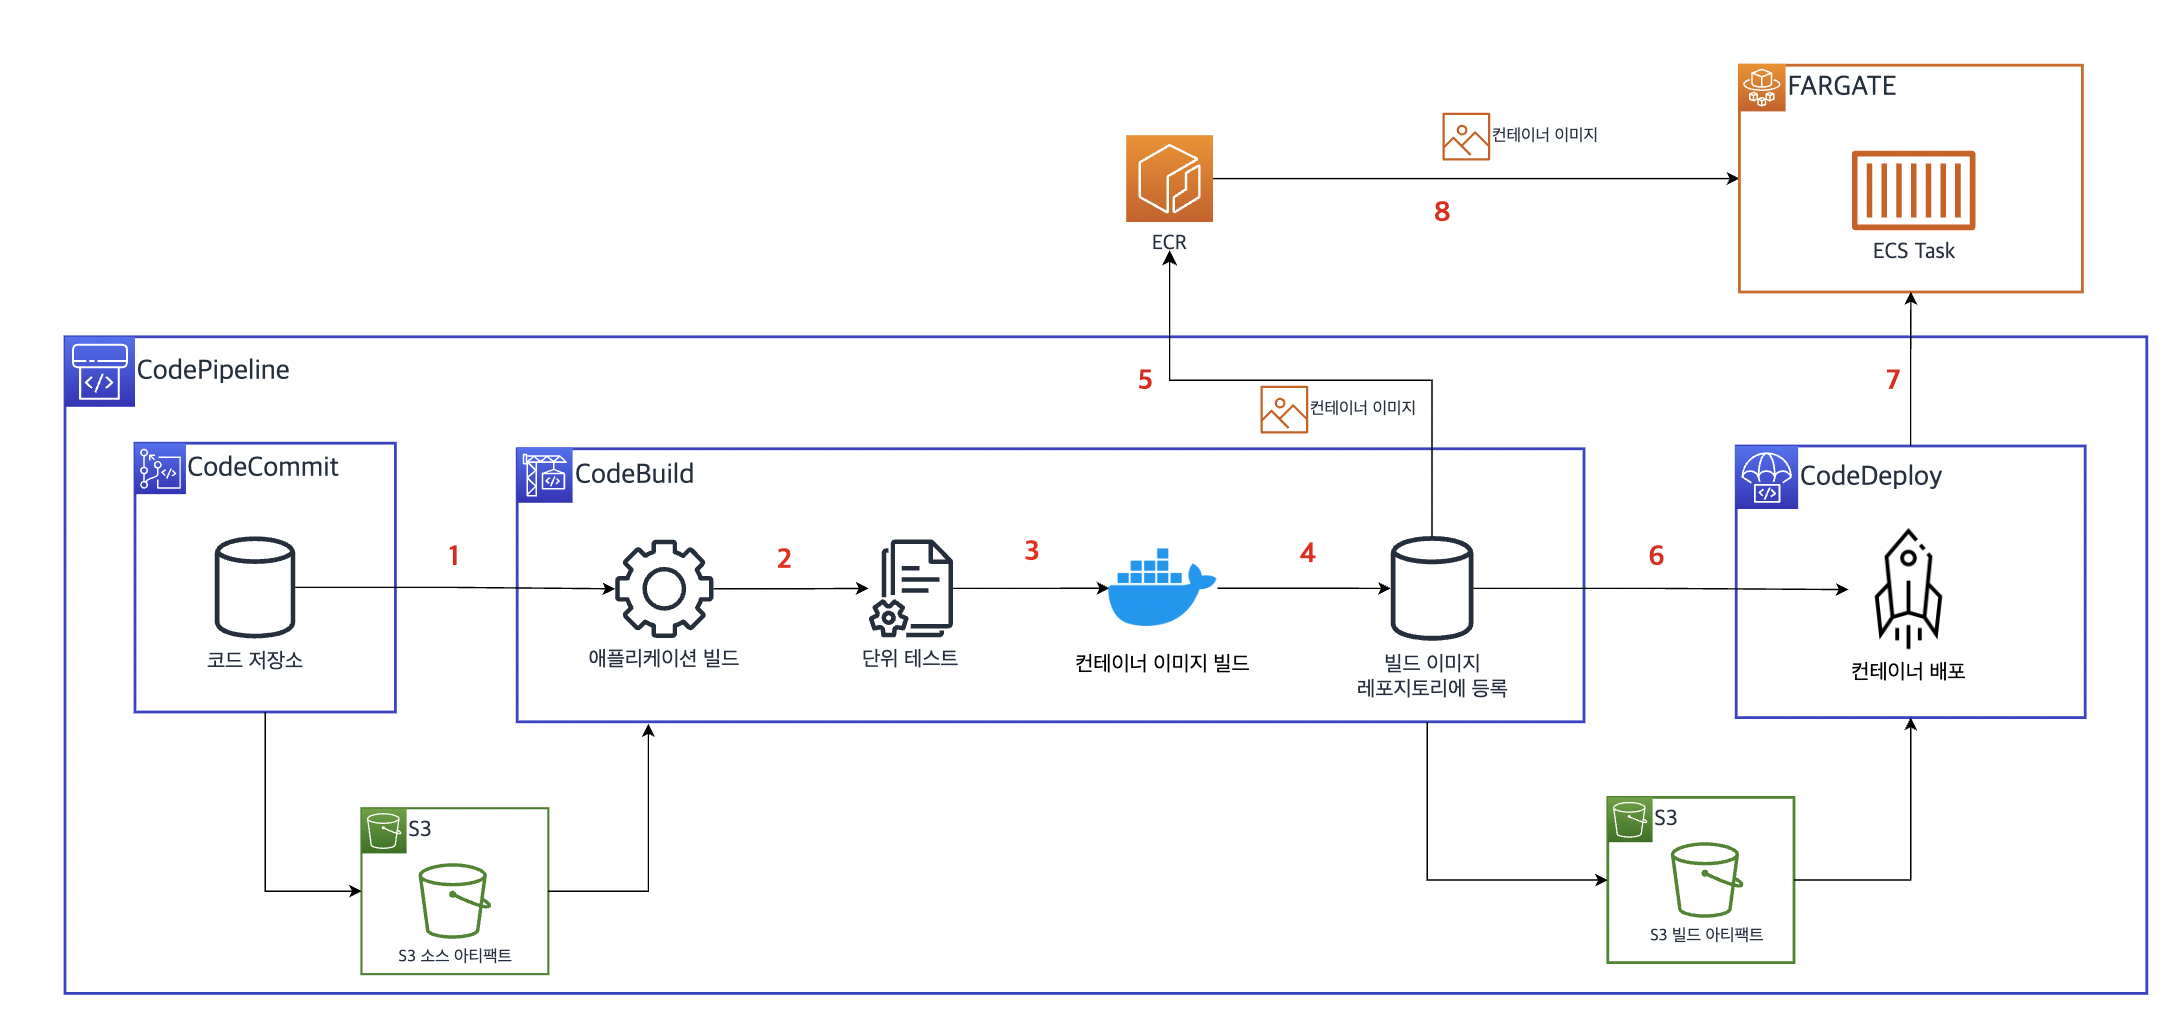 FARGATE
컨테이너 이미지
ECR
8
ECS Task
CodePipeline
5
컨테이너 이미지
7
CodeCommit
CodeBuild
CodeDeploy
1
2
3
4
6
코드 저장소
애플리케이션 빌드
단위 테스트
컨테이너 이미지 빌드
빌드 이미지
레포지토리에 등록
컨테이너 배포
S3
S3 소스 아티팩트
S3
S3 빌드 아티팩트